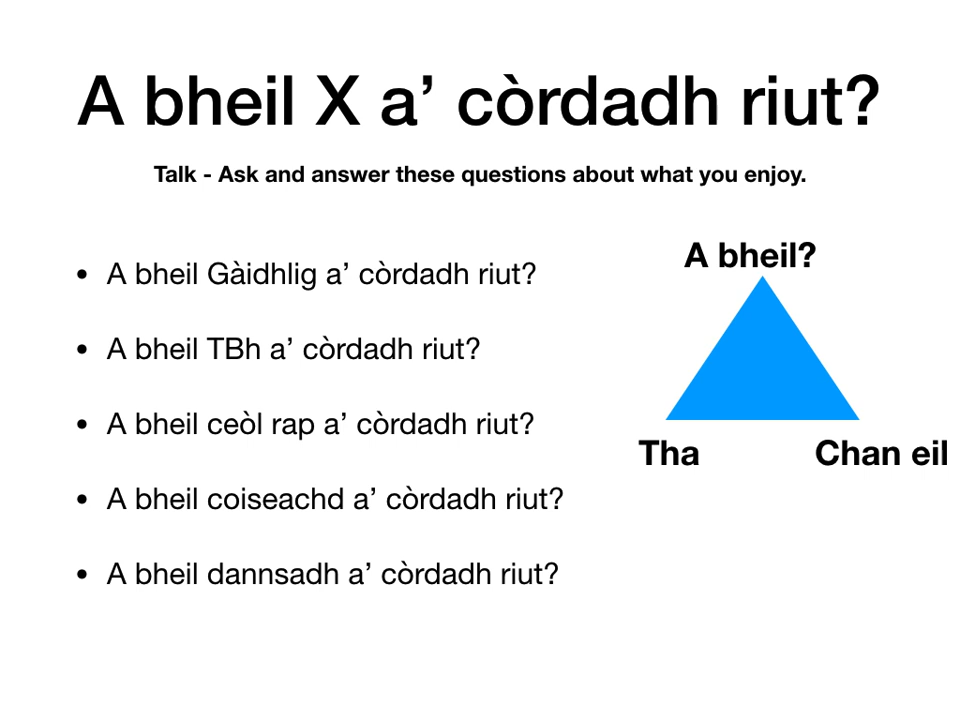 A bheil X a’ còrdadh riut?
Talk - Ask and answer these questions about what you enjoy.
• A bheil Gàidhlig a’ còrdadh riut?
• A bheil TBh a’ còrdadh riut?
• A bheil ceòl rap a’ còrdadh riut?
• A bheil coiseachd a’ còrdadh riut?
• A bheil dannsadh a’ còrdadh riut?
A bheil?
Tha
Chan eil